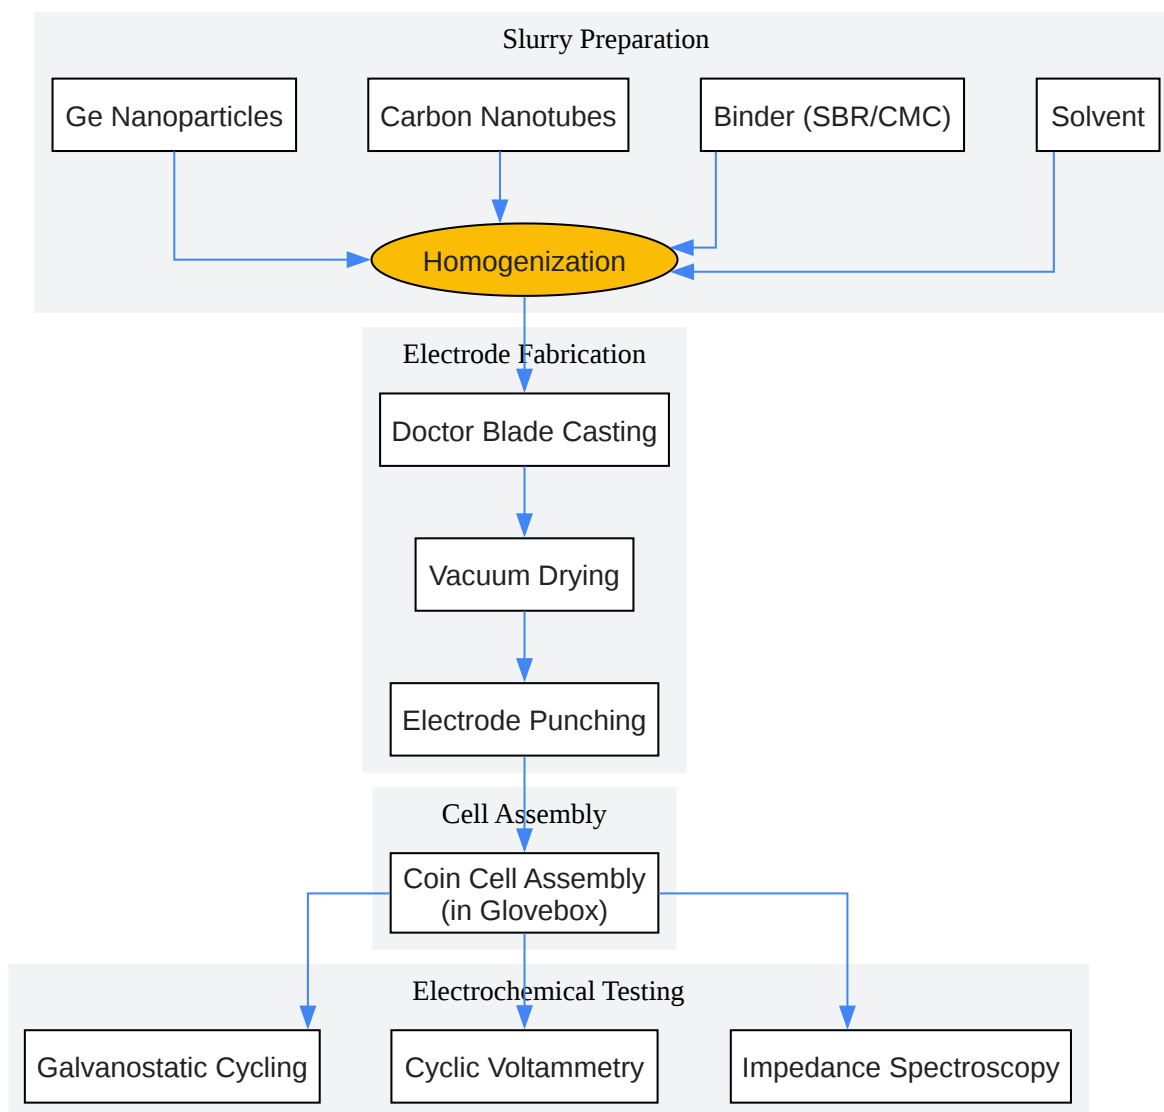 Slurry Preparation
Ge Nanoparticles
Carbon Nanotubes
Binder (SBR/CMC)
Solvent
Homogenization
Electrode Fabrication
Doctor Blade Casting
Vacuum Drying
Electrode Punching
Cell Assembly
Coin Cell Assembly
(in Glovebox)
Electrochemical Testing
Galvanostatic Cycling
Cyclic Voltammetry
Impedance Spectroscopy